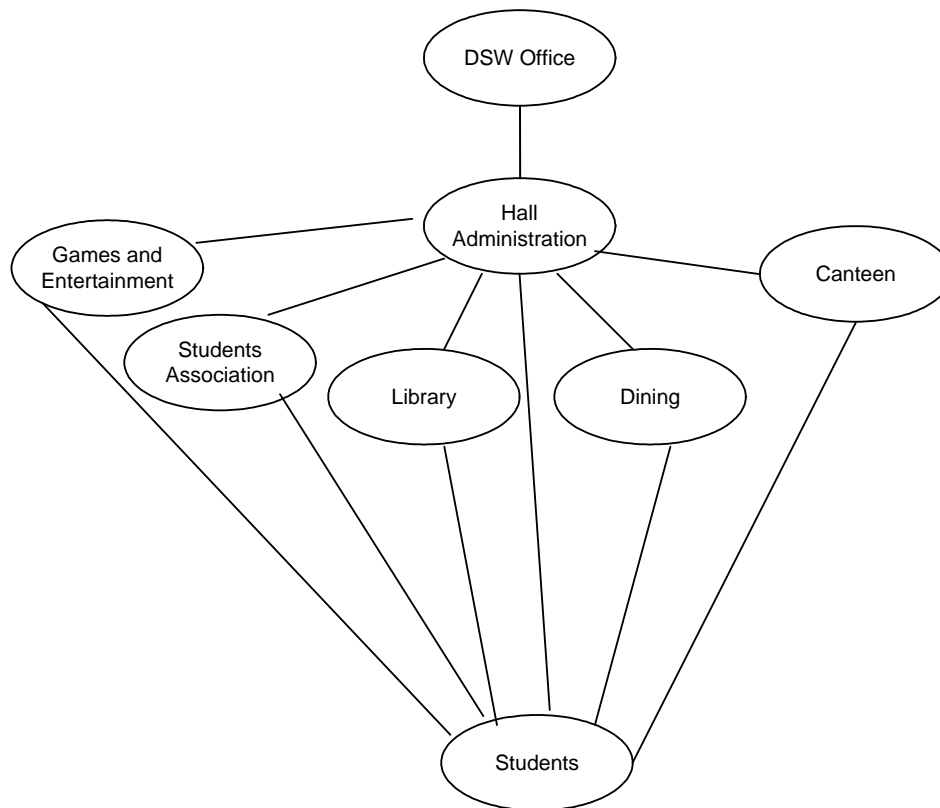 DSW Office
Hall
Administration
Games and
Entertainment
Canteen
Students
Association
Library
Dining
Students